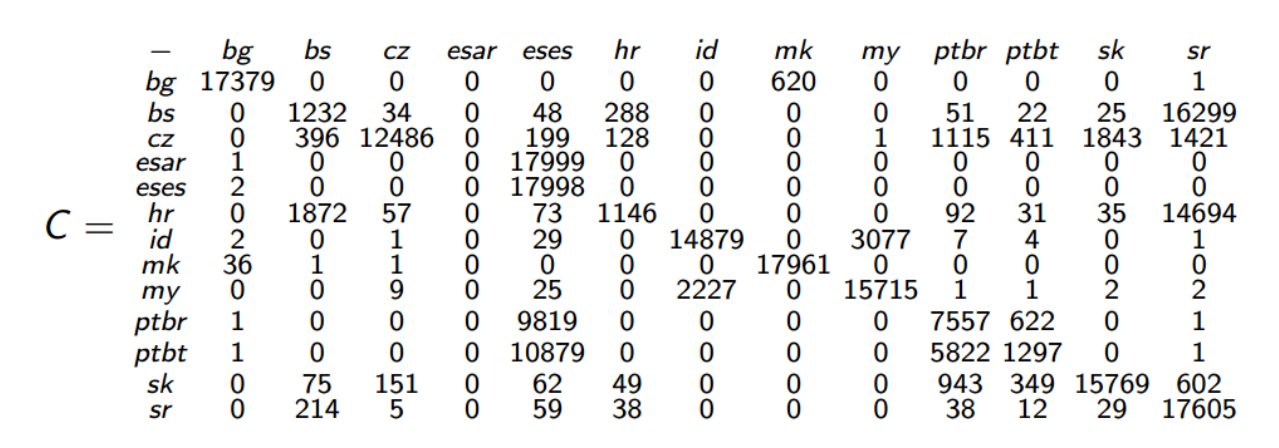 — bg bs cz esar eses hr id mk my ptbr ptbt sk sr
bg 17379 0 0 0 0 0 0 620 0 0 0 0 1
bs 0 1232 34 0 48 288 0 0 0 51 22 25 16299
cz 0 396 12486 0 199 128 0 0 1 1115 411 1843 1421
esar 1 0 0 0 17999 0 0 0 0 0 0 0 0
eses 2 0 0 0 17998 0 0 0 0 0 0 0 0
C = hr 0 1872 57 0 73 1146 0 0 0 92 31 35 14694
id 2 0 1 0 29 0 14879 0 3077 7 4 0 1
mk 36 1 1 0 0 0 0 17961 0 0 0 0 0
my 0 0 9 0 25 0 2227 0 15715 1 1 2 2
ptbr 1 0 0 0 9819 0 0 0 0 7557 622 0 1
ptbt 1 0 0 0 10879 0 0 0 0 5822 1297 0 1
sk 0 75 151 0 62 49 0 0 0 943 349 15769 602
sr 0 214 5 0 59 38 0 0 0 38 12 29 17605